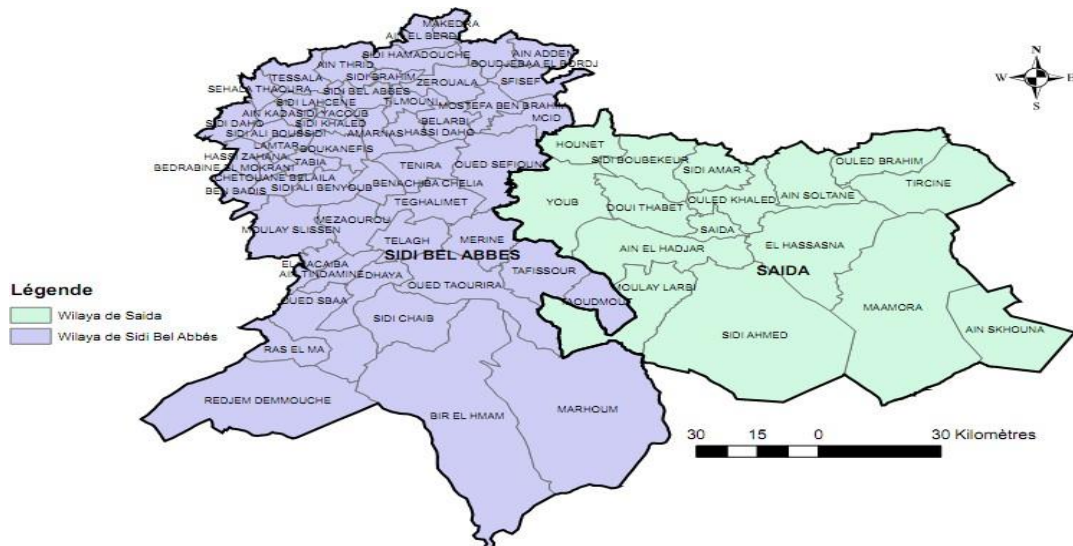 MAKEDRA
AIN EL BERD
SIDI HAMADOUCHE
AIN ADDEN
AIN THRID
BOUDJEBAA EL BORDJ
TESSALA
SIDI BRAHIM
ZEROUALA
SFISEF
SEHALA THAOURA
SIDI BEL ABBES
SIDI LAHCENE
TILMOUNI
MOSTEFA BEN BRAHIM
AIN KADA
SIDI YACOUB
BELARBI
MCID
SIDI DAHO
SIDI KHALED
SIDI ALI BOUSSIDI
AMARNAS
HASSI DAHO
LAMTAR
BOUKANEFIS
HASSI ZAHANA
TABIA
TENIRA
OUED SEFIOUN
BEDRABINE EL MOKRANI
CHETOUANE BELAILA
BEN BADIS
SIDI ALI BENYOUB
BENACHIBA CHELIA
TEGHALIMET
MEZAOUROU
MOULAY SLISSEN
TELAGH
MERINE
SIDI BEL ABBES
AIN TINDAMINE
DHAYA
TAFISSOUR
OUED TAOURIRA
OUED SBAA
TAOUDMOUT
SIDI CHAIB
RAS EL MA
REDJEM DEMMOUCHE
BIR EL HMAM
MARHOUM
HOUNET
SIDI BOUBEKEUR
SIDI AMAR
OULED BRAHIM
TIRCINE
AIN SOLTANE
YOUB
DOUI THABET
OULED KHALED
SAIDA
AIN EL HADJAR
EL HASSASNA
SAIDA
MOULAY LARBI
MAAMORA
SIDI AHMED
AIN SKHOUNA
N
W
E
S
Légende
Wilaya de Saida
Wilaya de Sidi Bel Abbés
30 15 0 30 Kilomètres